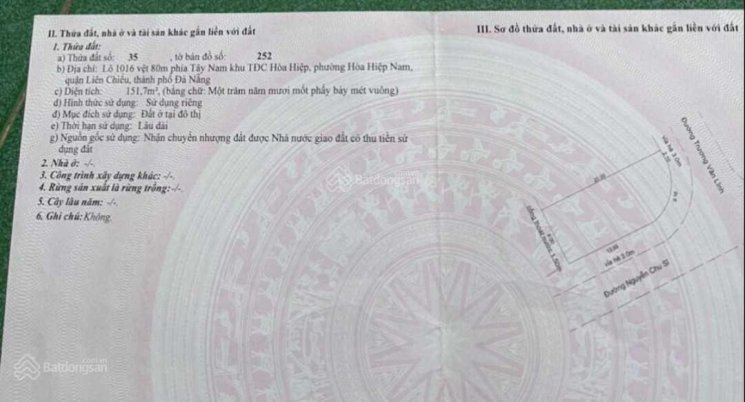 II. Thửa đất, nhà ở và tài sản khác gắn liền với đất
1. Thửa đất:
a) Thửa đất số: 35 , tờ bản đồ số: 252
b) Địa chỉ: Lô 1016 vệt 80m phía Tây Nam khu TĐC Hòa Hiệp, phường Hòa Hiệp Nam,
quận Liên Chiểu, thành phố Đà Nẵng
c) Diện tích: 151,7m², (bằng chữ: Một trăm năm mươi mốt phẩy bảy mét vuông)
d) Hình thức sử dụng: Sử dụng riêng
đ) Mục đích sử dụng: Đất ở tại đô thị
e) Thời hạn sử dụng: Lâu dài
g) Nguồn gốc sử dụng: Nhận chuyển nhượng đất được Nhà nước giao đất có thu tiền sử
dụng đất
2. Nhà ở: -/-.
3. Công trình xây dựng khác: -/-.
4. Rừng sản xuất là rừng trồng: -/-.
5. Cây lâu năm: -/-.
6. Ghi chú: Không.
III. Sơ đồ thửa đất, nhà ở và tài sản khác gắn liền với đất
Đường Trương Văn Lĩnh
vỉa hè 3.0m
cống thoát nước 1.50m
vỉa hè 3.0m
Đường Nguyễn Chu Sĩ
Batdongsan
Batdongsan
.com.vn